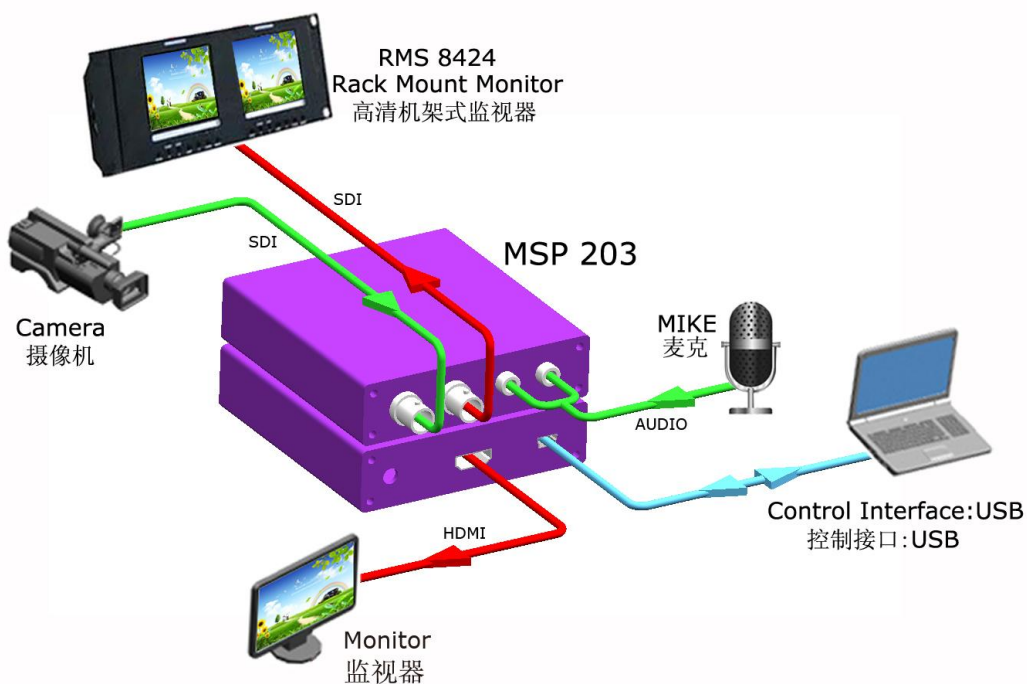 RMS 8424
Rack Mount Monitor
高清机架式监视器
SDI
SDI
MSP 203
Camera
摄像机
MIKE
麦克
AUDIO
Control Interface:USB
控制接口:USB
HDMI
Monitor
监视器